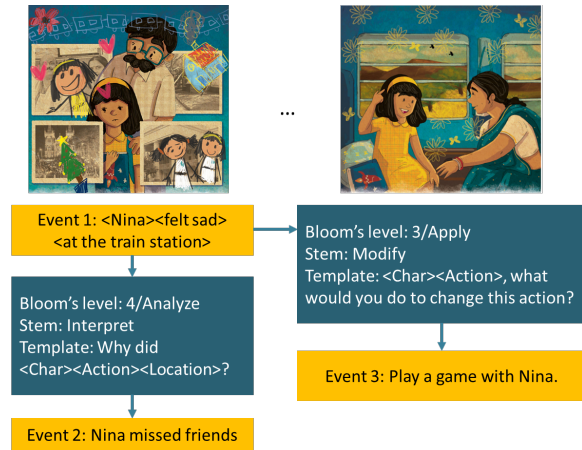 ...
Event 1: <Nina><felt sad>
<at the train station>
Bloom's level: 4/Analyze
Stem: Interpret
Template: Why did
<Char><Action><Location>?
Event 2: Nina missed friends
Bloom's level: 3/Apply
Stem: Modify
Template: <Char><Action>, what
would you do to change this action?
Event 3: Play a game with Nina.